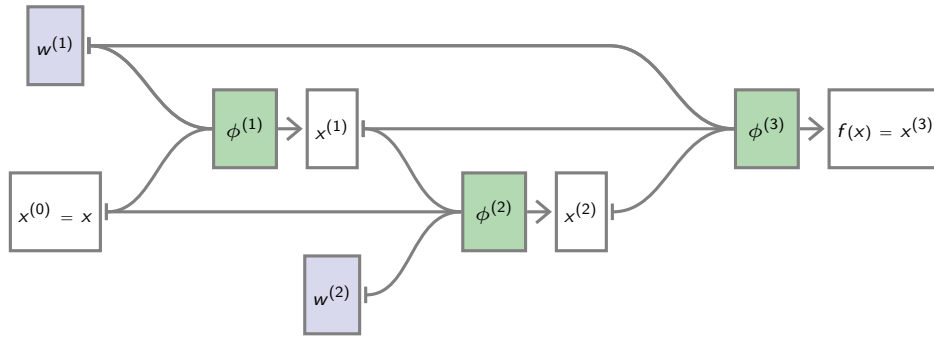 w^(1)
ϕ^(1)
x^(1)
ϕ^(3)
f(x) = x^(3)
x^(0) = x
ϕ^(2)
x^(2)
w^(2)